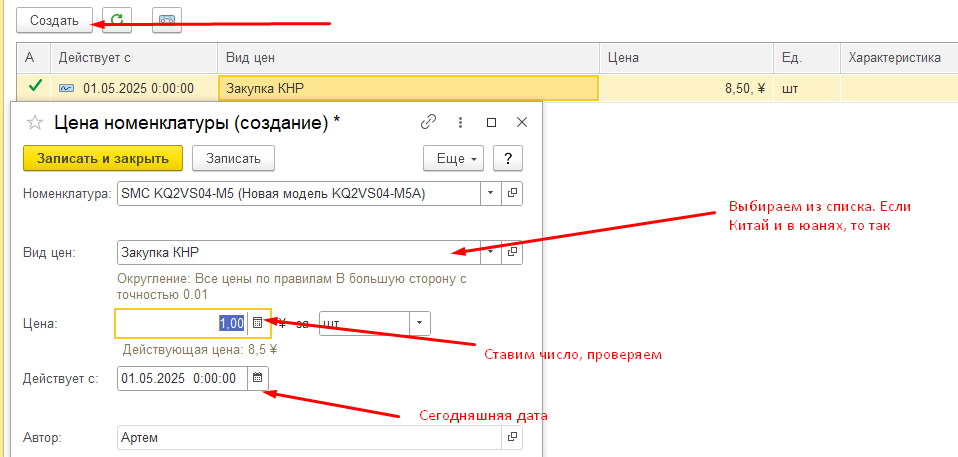 Создать
А Действует с Вид цен Цена Ед. Характеристика
01.05.2025 0:00:00 Закупка КНР 8,50, ¥ шт
Цена номенклатуры (создание) *
Записать и закрыть Записать Еще ?
Номенклатура: SMC KQ2VS04-M5 (Новая модель KQ2VS04-M5A)
Выбираем из списка. Если
Китай и в юанях, то так
Вид цен: Закупка КНР
Округление: Все цены по правилам В большую сторону с
точностью 0.01
Цена: 1,00 ¥ за шт
Действующая цена: 8,5 ¥
Ставим число, проверяем
Действует с: 01.05.2025 0:00:00
Сегодняшняя дата
Автор: Артем